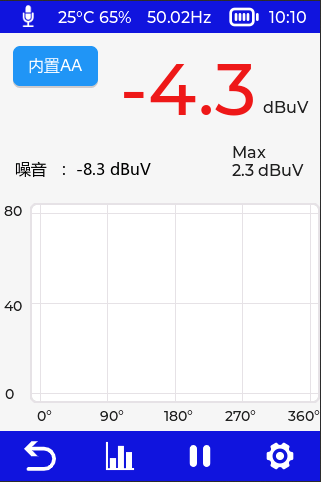 25°C 65% 50.02Hz 10:10
内置AA
-4.3 dBuV
Max
噪音 : -8.3 dBuV 2.3 dBuV
80
40
0
0° 90° 180° 270° 360°